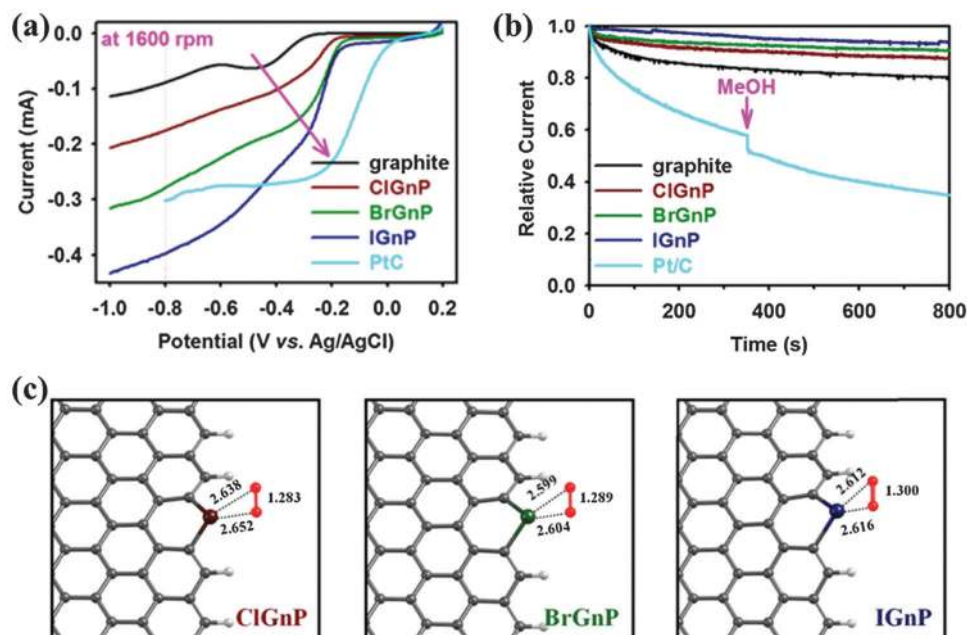 (a)
at 1600 rpm
0.0
-0.1
-0.2
-0.3
-0.4
Current (mA)
graphite
ClGnP
BrGnP
IGnP
PtC
-1.0 -0.8 -0.6 -0.4 -0.2 0.0 0.2
Potential (V vs. Ag/AgCl)
(b)
1.0
0.8
0.6
0.4
0.2
0.0
Relative Current
MeOH
graphite
ClGnP
BrGnP
IGnP
Pt/C
0 200 400 600 800
Time (s)
(c)
2.638
1.283
2.652
ClGnP
2.599
1.289
2.604
BrGnP
2.612
1.300
2.616
IGnP